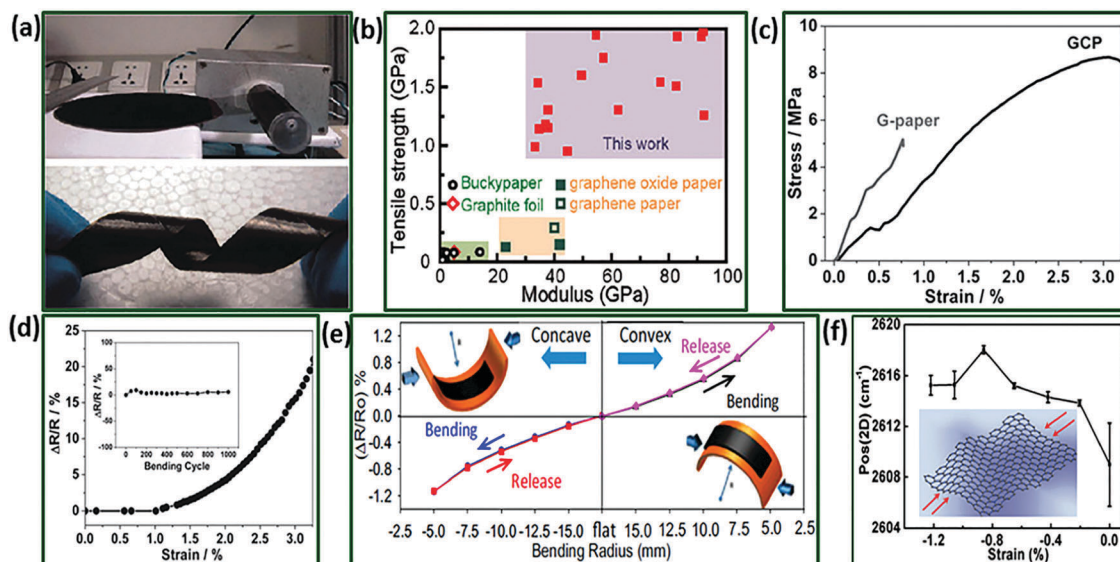 (a)
(b)
Tensile strength (GPa)
2.0
1.5
1.0
0.5
0
This work
Buckypaper
graphene oxide paper
Graphite foil
graphene paper
0 20 40 60 80 100
Modulus (GPa)
(c)
Stress / MPa
10
8
6
4
2
0
GCP
G-paper
0.0 0.5 1.0 1.5 2.0 2.5 3.0
Strain / %
(d)
ΔR/R / %
25
20
15
10
5
0
ΔR/R / %
100
50
0
-50
-100
0 200 400 600 800 1000
Bending Cycle
0.0 0.5 1.0 1.5 2.0 2.5 3.0
Strain / %
(e)
(ΔR/Ro) %
1.2
0.8
0.4
0.0
-0.4
-0.8
-1.2
Concave
Convex
Release
Bending
Bending
Release
-2.5 -5.0 -7.5 -10.0 -12.5 -15.0 flat 15.0 12.5 10.0 7.5 5.0 2.5
Bending Radius (mm)
(f)
Pos(2D) (cm⁻¹)
2620
2616
2612
2608
2604
-1.2 -0.8 -0.4 0.0
Strain (%)